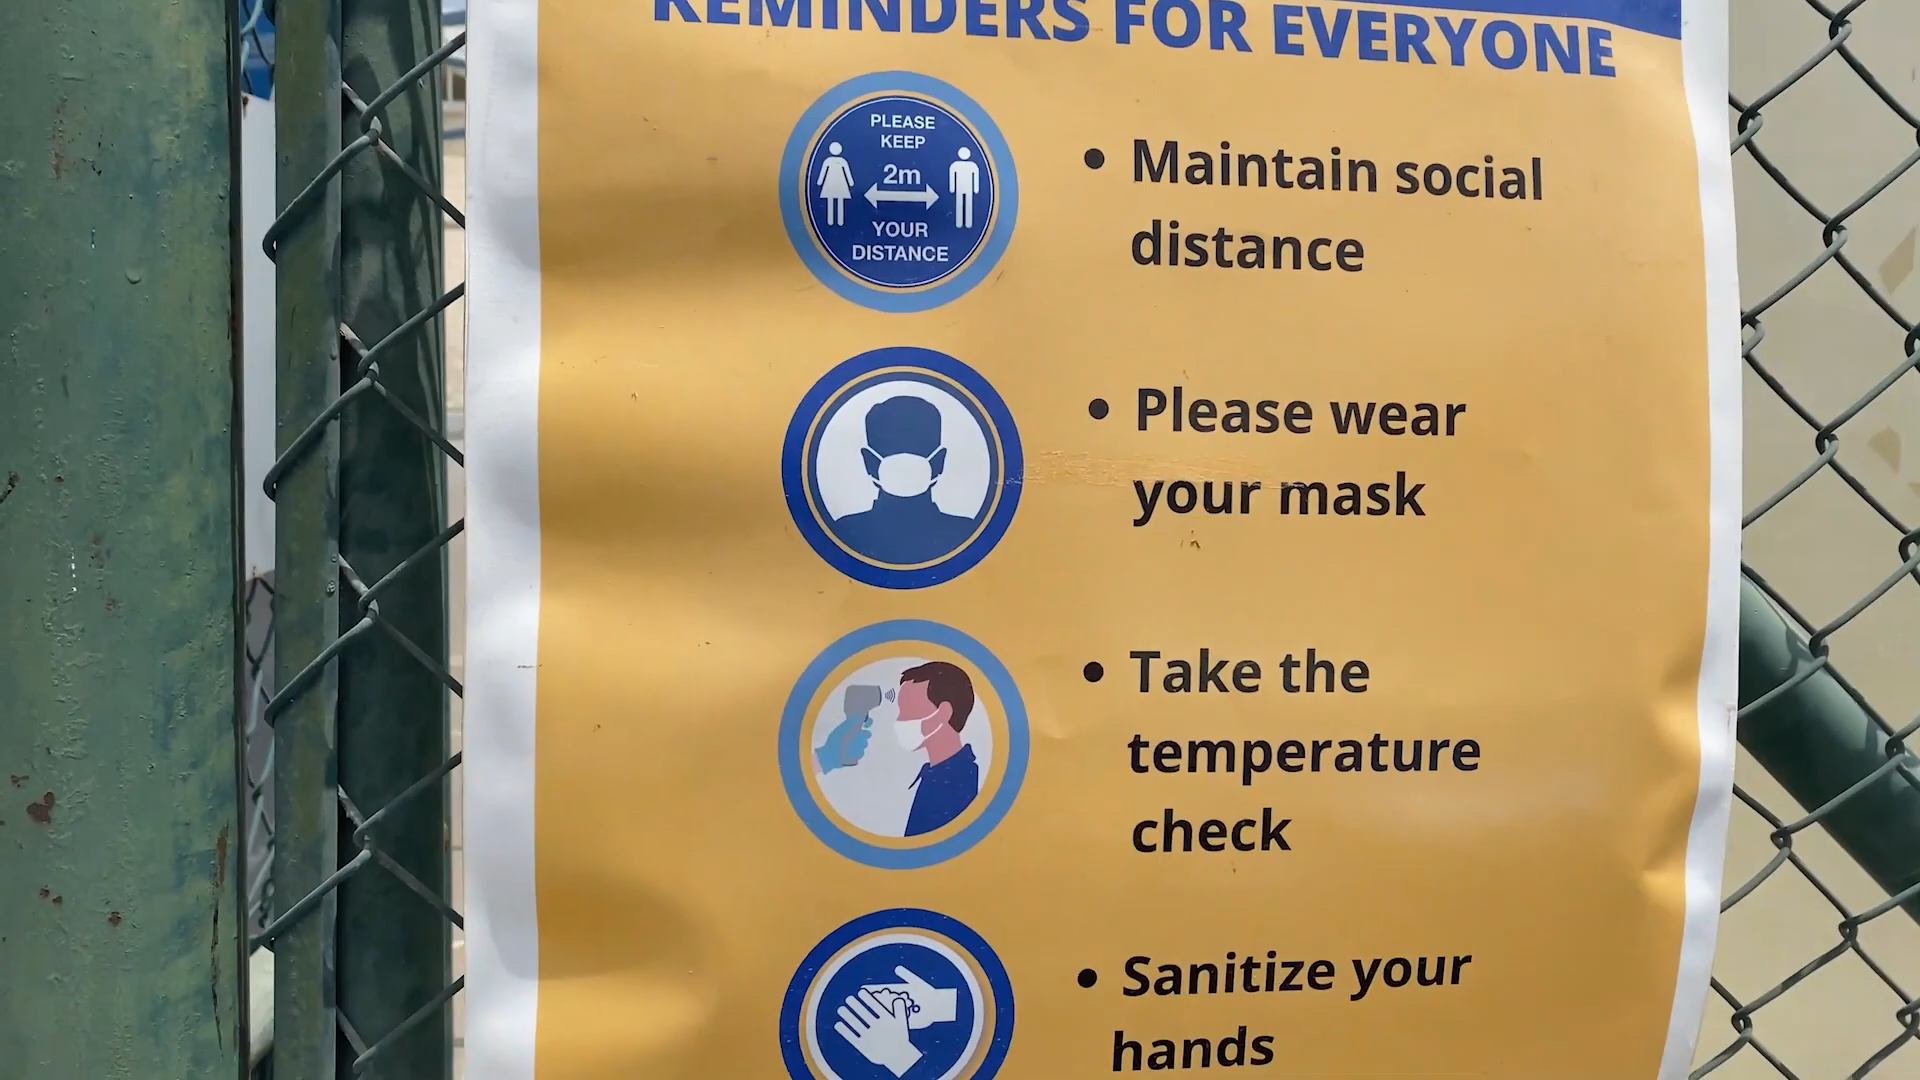 REMINDERS FOR EVERYONE
PLEASE
KEEP
2m
YOUR
DISTANCE
• Maintain social
distance
• Please wear
your mask
• Take the
temperature
check
• Sanitize your
hands